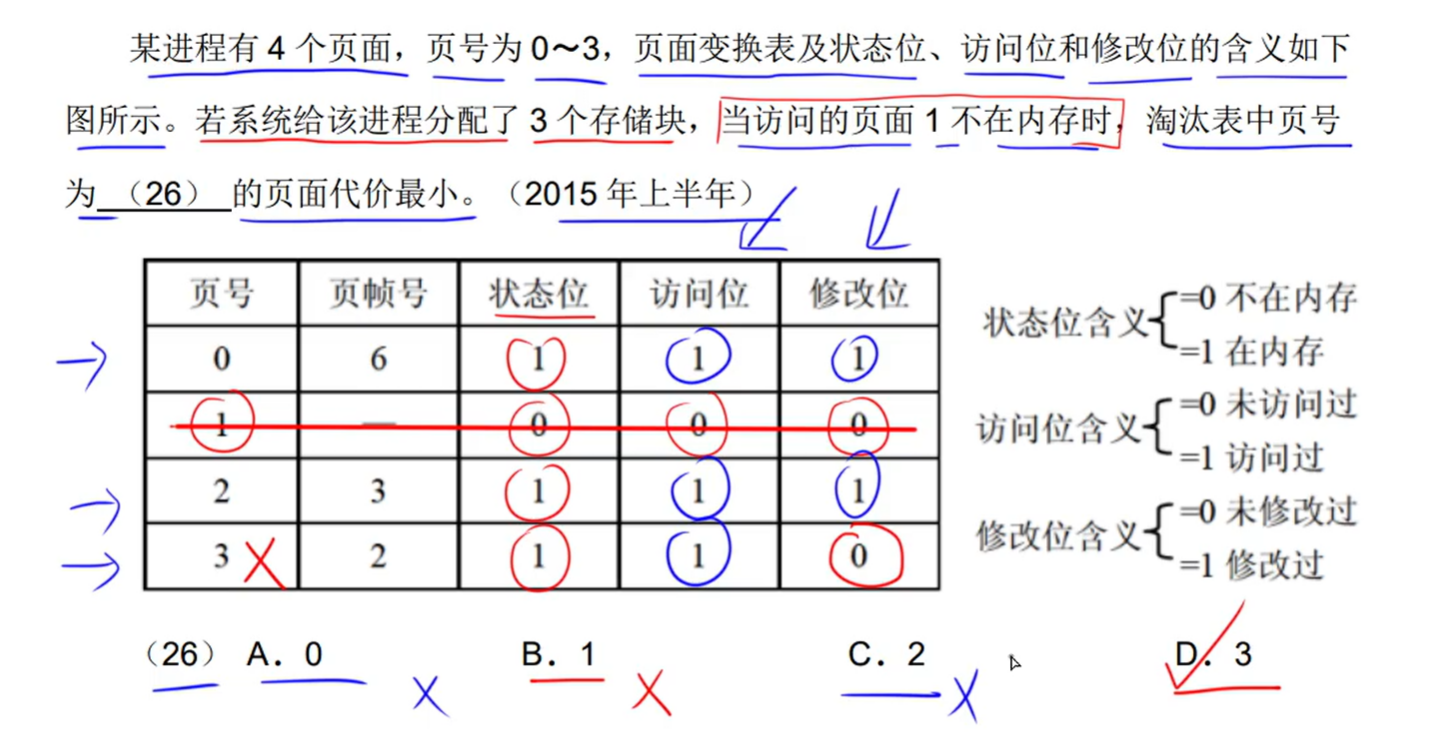 某进程有 4 个页面，页号为 0～3，页面变换表及状态位、访问位和修改位的含义如下
图所示。若系统给该进程分配了 3 个存储块，当访问的页面 1 不在内存时，淘汰表中页号
为（26）的页面代价最小。（2015 年上半年）
页号 页帧号 状态位 访问位 修改位
0 6 1 1 1
1 — 0 0 0
2 3 1 1 1
3 2 1 1 0
状态位含义 =0 不在内存
=1 在内存
访问位含义 =0 未访问过
=1 访问过
修改位含义 =0 未修改过
=1 修改过
（26） A．0 B．1 C．2 D．3